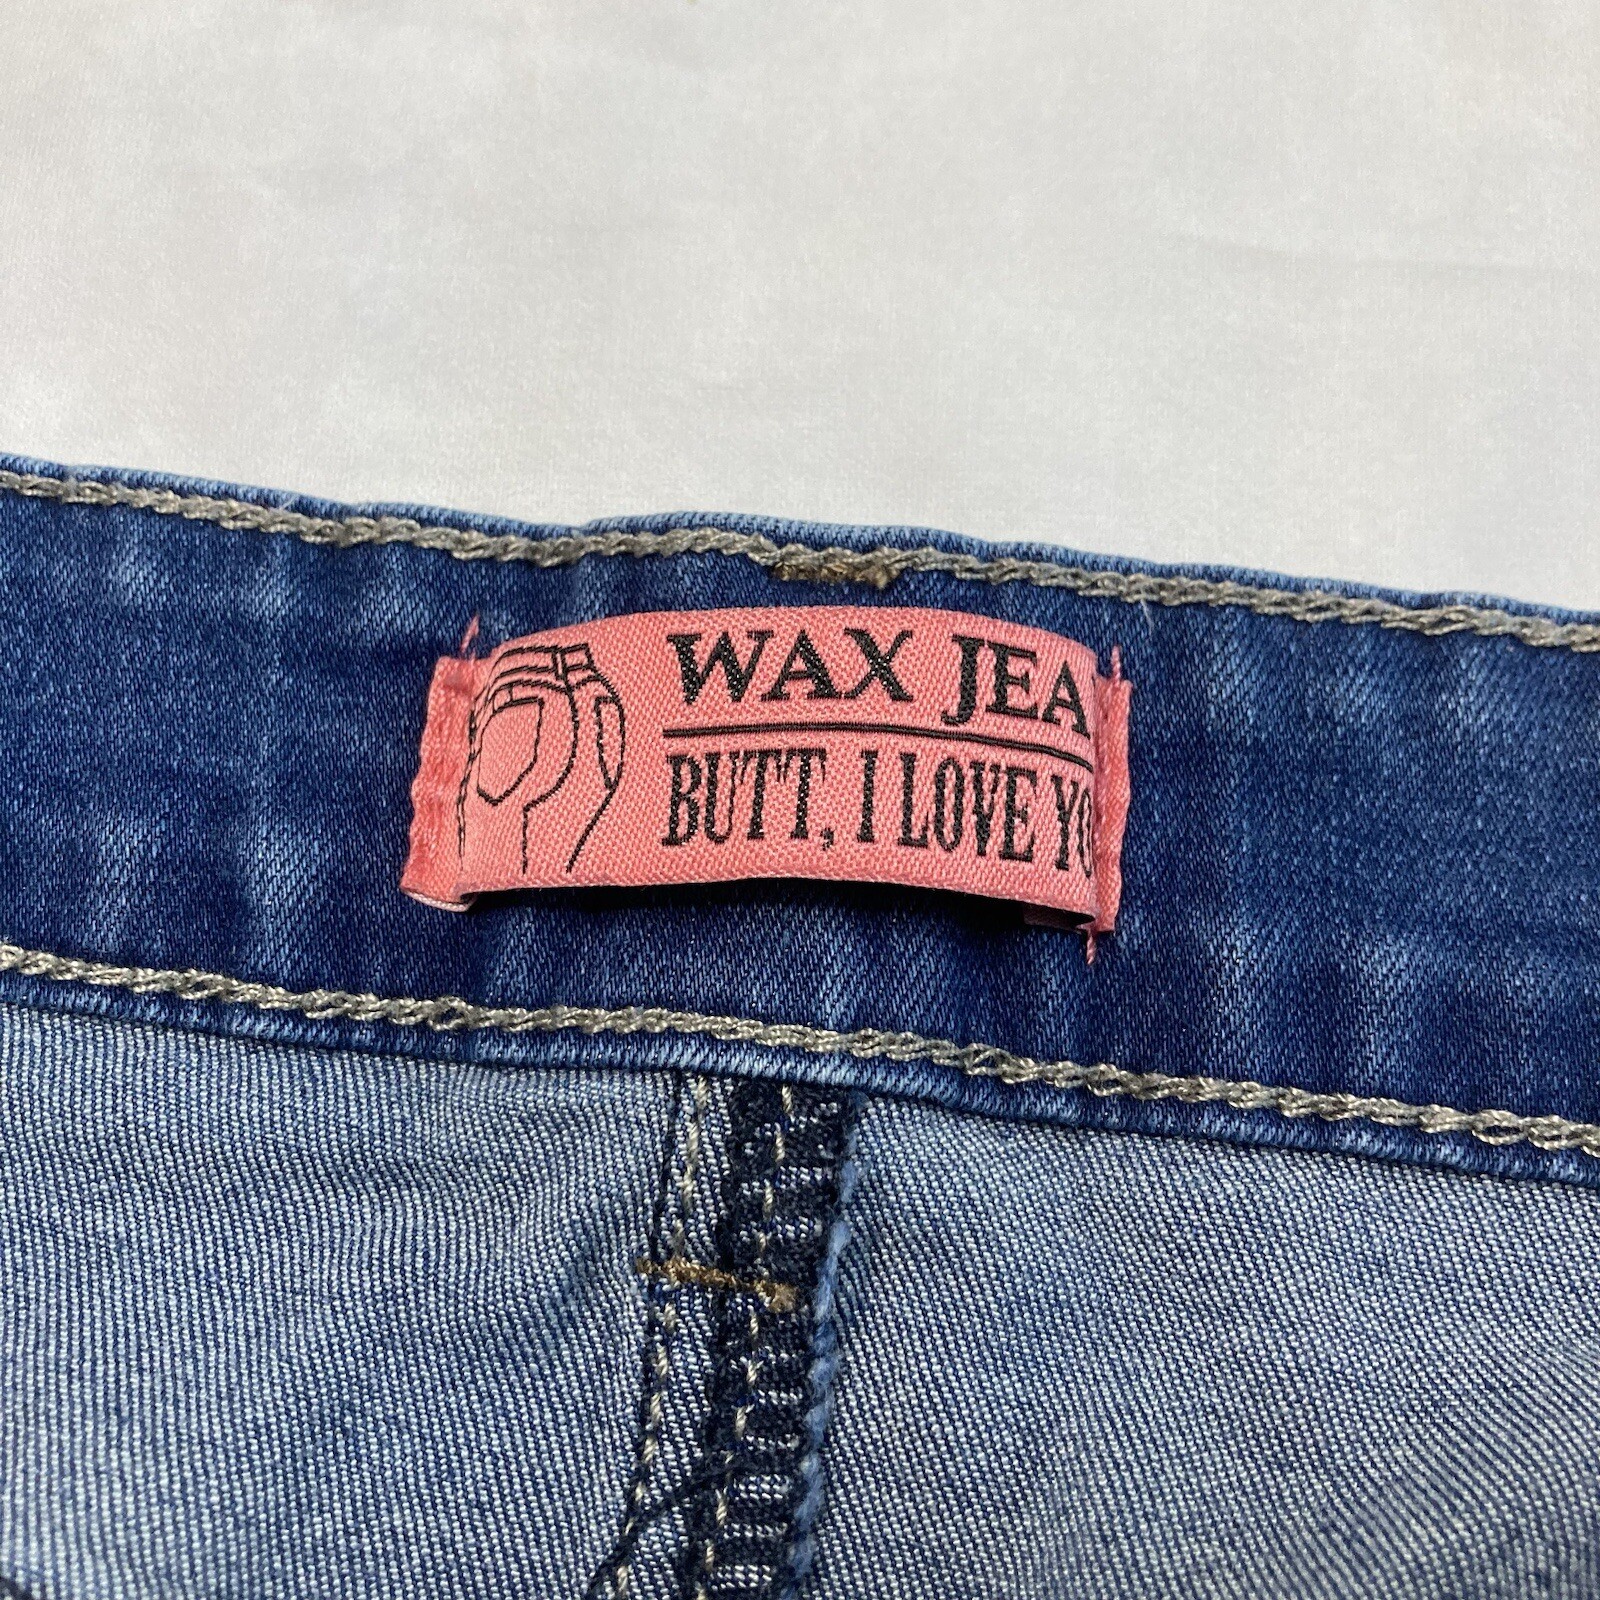 WAX JEA
BUTT, I LOVE YO